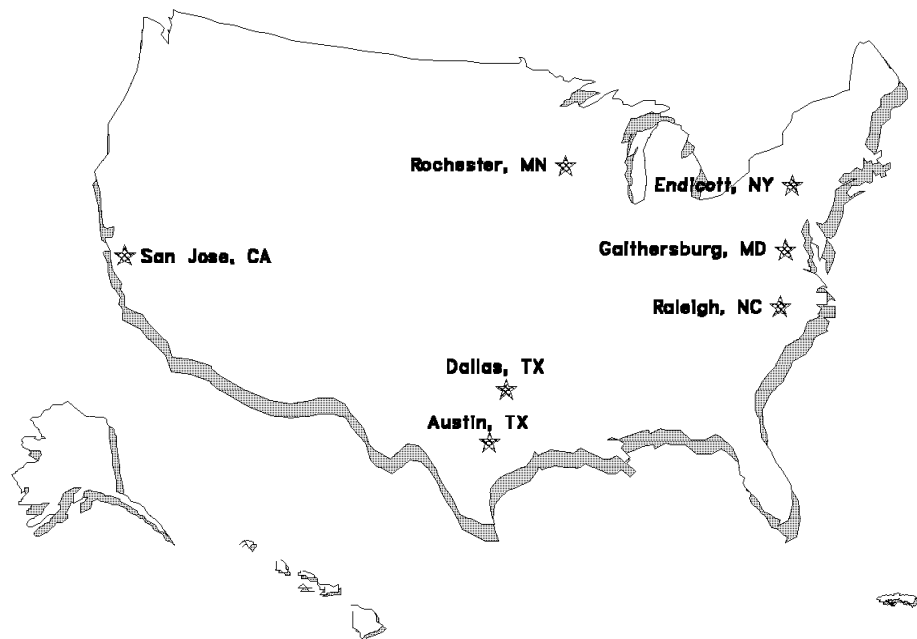 Rochester, MN
Endicott, NY
Gaithersburg, MD
San Jose, CA
Raleigh, NC
Dallas, TX
Austin, TX